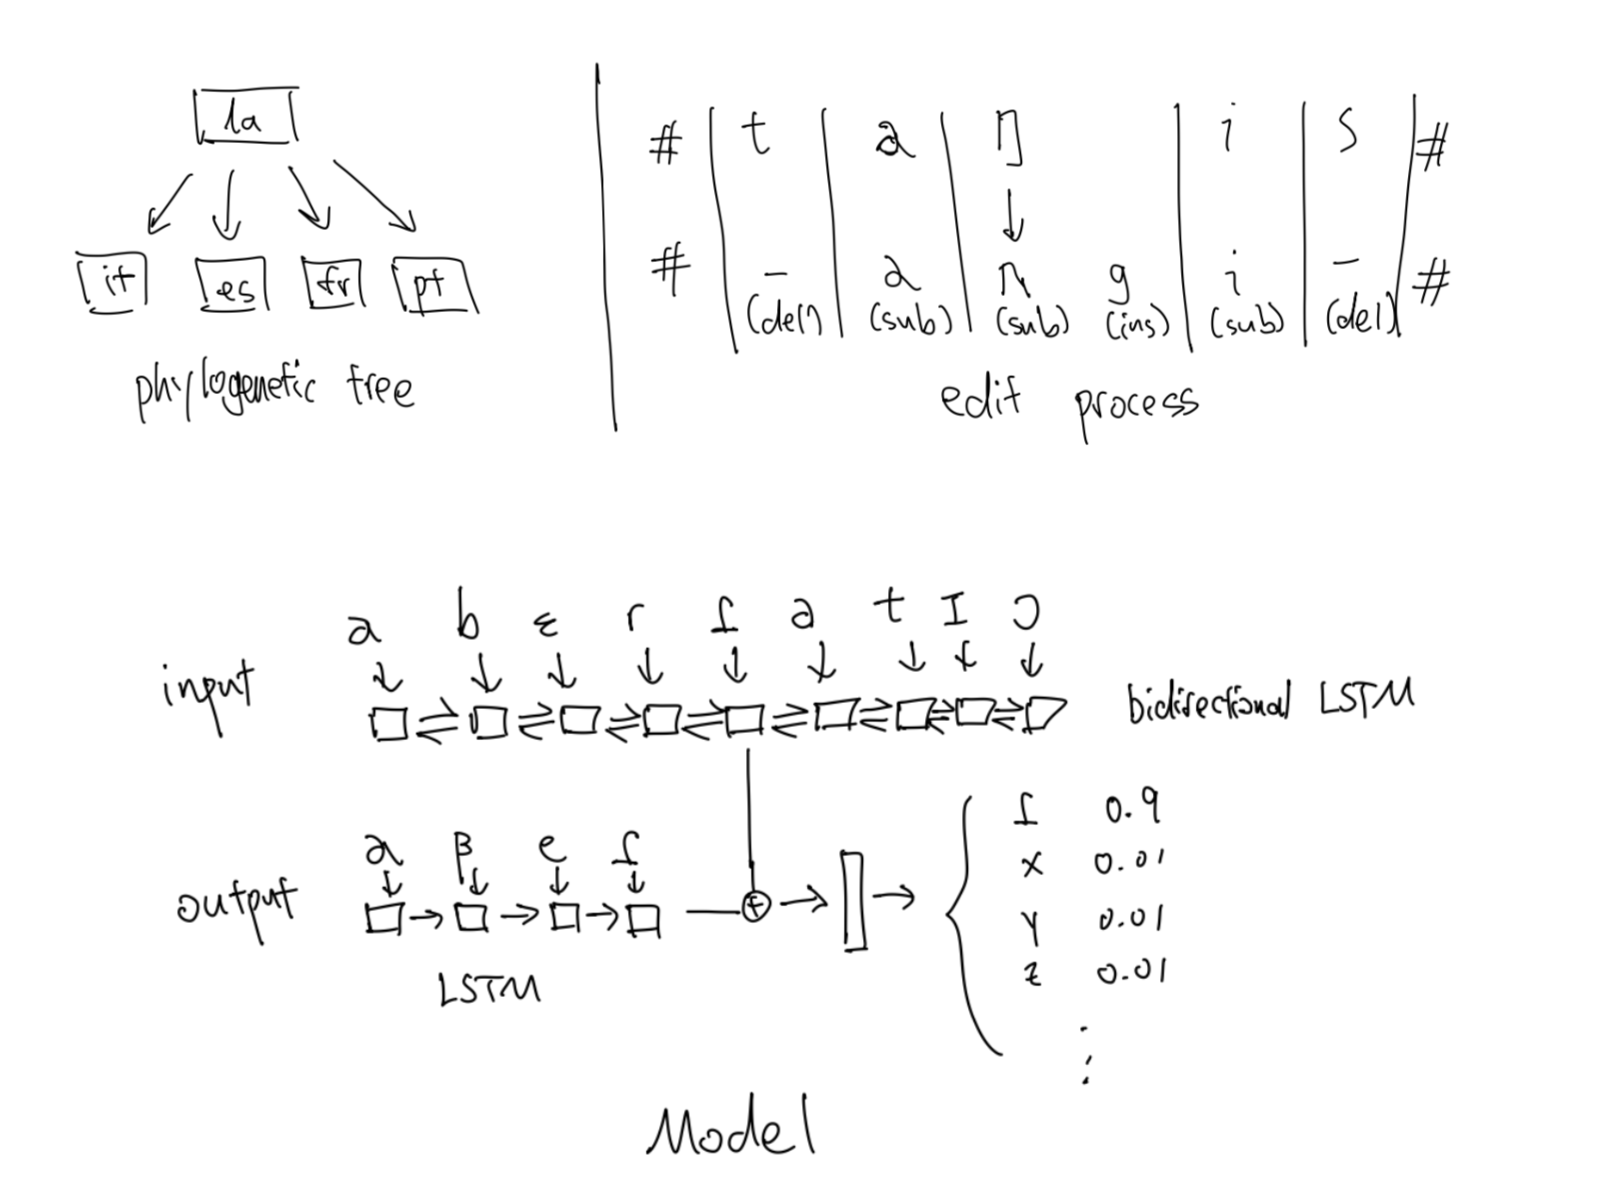 la
it es fr pt
phylogenetic tree
# t a n i s #
# - a n g i - #
(del) (sub) (sub) (ins) (sub) (del)
edit process
a b ɛ r ɾ a t ɪ ɔ
input
bidirectional LSTM
a β e ɾ
output
+
LSTM
ɾ 0.9
x 0.01
y 0.01
z 0.01
⋮
Model